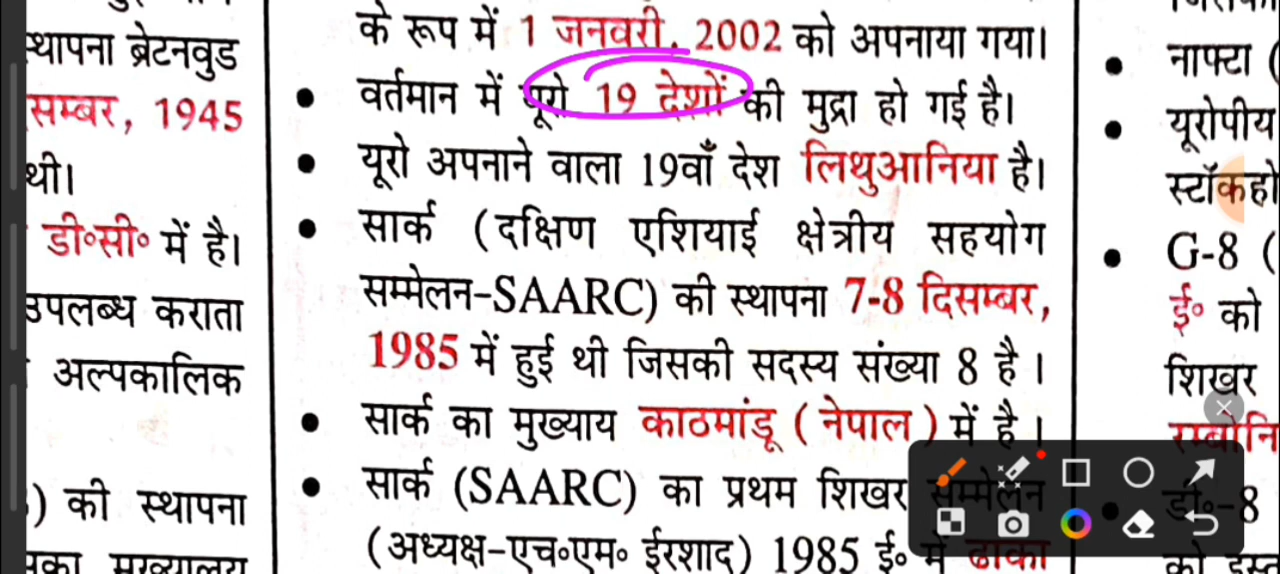 स्थापना ब्रेटनवुड
सम्बर, 1945
थी।
डी॰सी॰ में है।
उपलब्ध कराता
अल्पकालिक
) की स्थापना
के रूप में 1 जनवरी, 2002 को अपनाया गया।
• वर्तमान में यूरो 19 देशों की मुद्रा हो गई है।
• यूरो अपनाने वाला 19वाँ देश लिथुआनिया है।
• सार्क (दक्षिण एशियाई क्षेत्रीय सहयोग
सम्मेलन-SAARC) की स्थापना 7-8 दिसम्बर,
1985 में हुई थी जिसकी सदस्य संख्या 8 है ।
• सार्क का मुख्याय काठमांडू ( नेपाल ) में है ।
• सार्क (SAARC) का प्रथम शिखर सम्मेलन
(अध्यक्ष-एच॰एम॰ ईरशाद) 1985 ई॰ में ढाका
• नाफ्टा (
• यूरोपीय
स्टॉकहो
• G-8 (
ई॰ को
शिखर
• डी॰-8
को